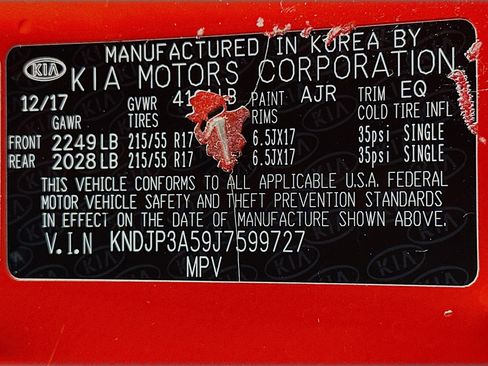 MANUFACTURED IN KOREA BY
KIA KIA MOTORS CORPORATION
12/17 GVWR LB PAINT AJR TRIM EQ
GAWR TIRES RIMS COLD TIRE INFL
FRONT 2249 LB 215/55 R17 6.5JX17 35psi SINGLE
REAR 2028 LB 215/55 R17 6.5JX17 35psi SINGLE
THIS VEHICLE CONFORMS TO ALL APPLICABLE U.S.A. FEDERAL
MOTOR VEHICLE SAFETY AND THEFT PREVENTION STANDARDS
IN EFFECT ON THE DATE OF MANUFACTURE SHOWN ABOVE.
V.I.N KNDJP3A59J7599727
MPV